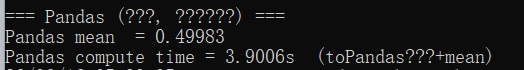 === Pandas (???, ??????) ===
Pandas mean  = 0.49983
Pandas compute time = 3.9006s  (toPandas???+mean)